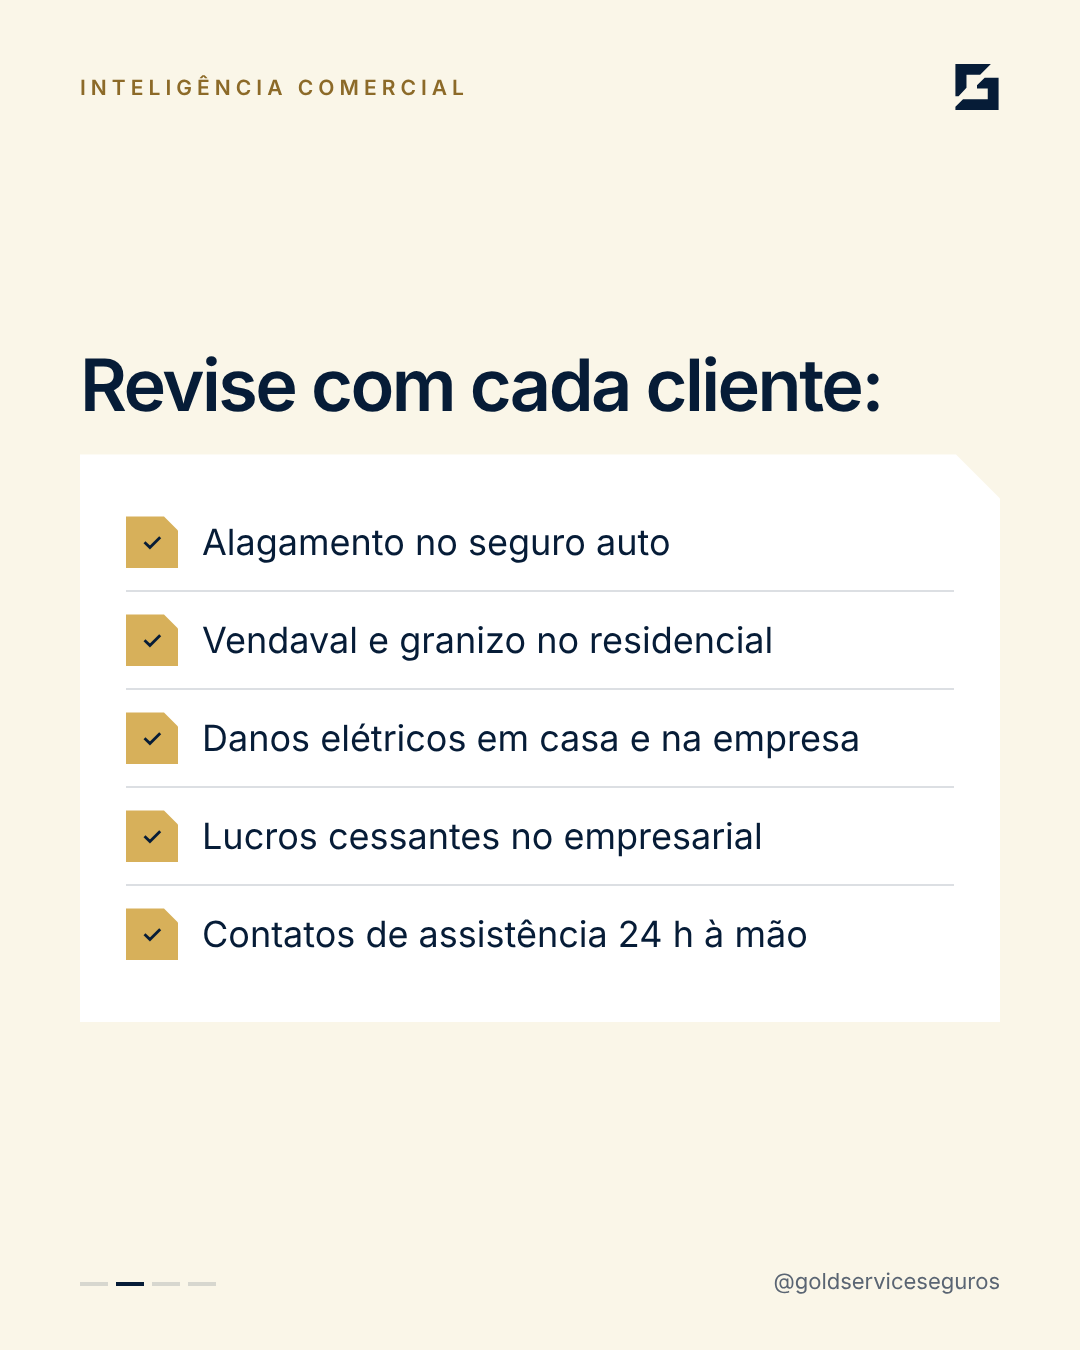 INTELIGÊNCIA COMERCIAL
Revise com cada cliente:
Alagamento no seguro auto
Vendaval e granizo no residencial
Danos elétricos em casa e na empresa
Lucros cessantes no empresarial
Contatos de assistência 24 h à mão
@goldserviceseguros